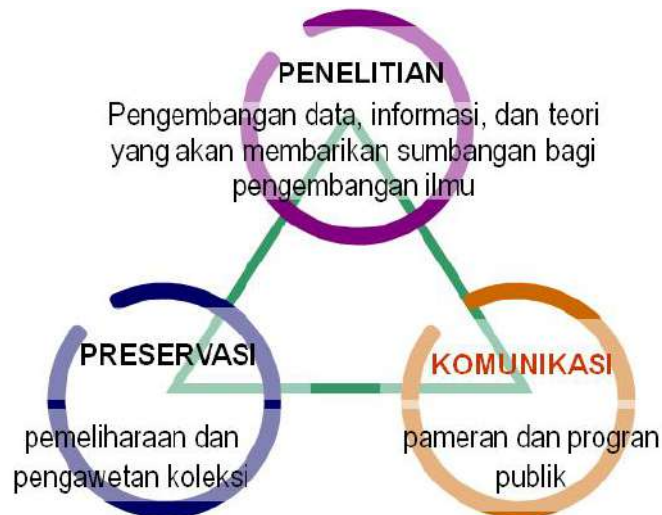 PENELITIAN
Pengembangan data, informasi, dan teori
yang akan membarikan sumbangan bagi
pengembangan ilmu
PRESERVASI
pemeliharaan dan
pengawetan koleksi
KOMUNIKASI
pameran dan progran
publik